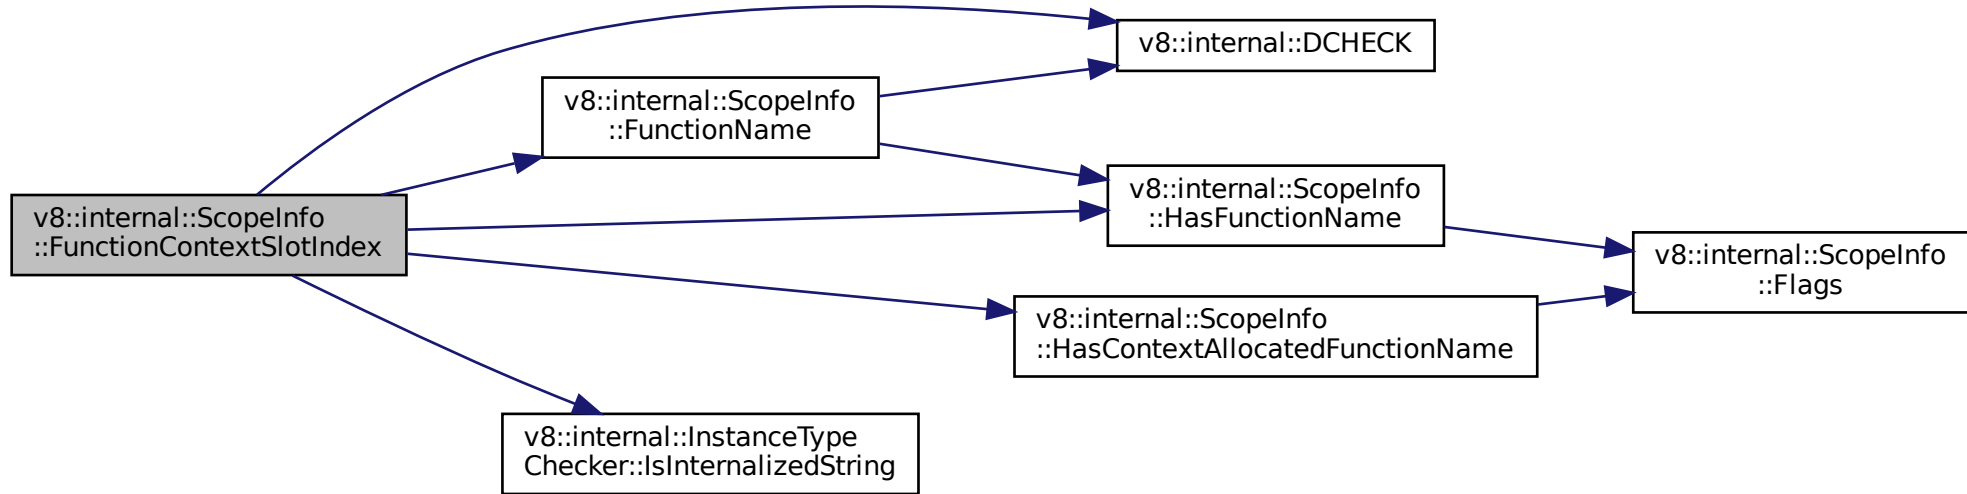 v8::internal::ScopeInfo
::FunctionContextSlotIndex
v8::internal::DCHECK
v8::internal::ScopeInfo
::FunctionName
v8::internal::ScopeInfo
::HasFunctionName
v8::internal::ScopeInfo
::Flags
v8::internal::ScopeInfo
::HasContextAllocatedFunctionName
v8::internal::InstanceType
Checker::IsInternalizedString